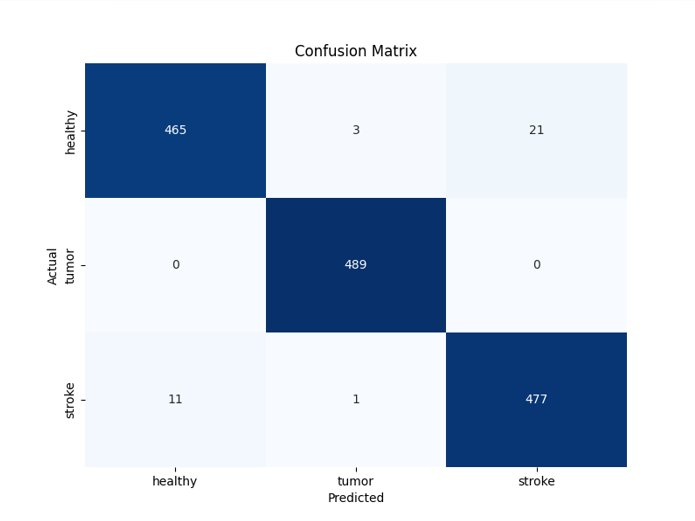 Confusion Matrix
healthy
465
3
21
Actual
tumor
0
489
0
stroke
11
1
477
healthy
tumor
stroke
Predicted